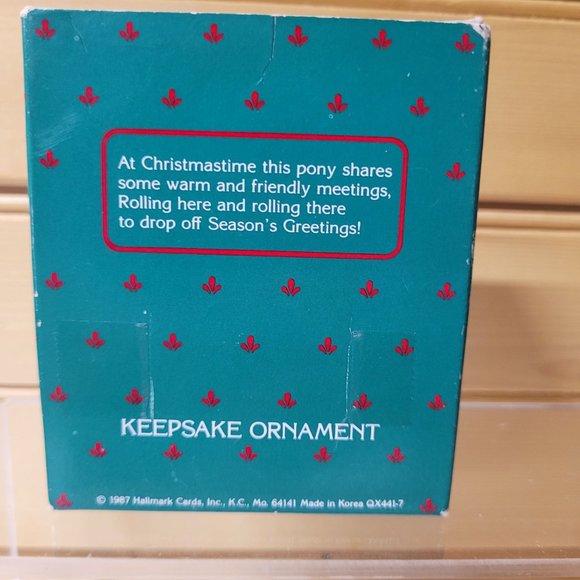 At Christmastime this pony shares
some warm and friendly meetings,
Rolling here and rolling there
to drop off Season's Greetings!
KEEPSAKE ORNAMENT
© 1987 Hallmark Cards, Inc., K.C., Mo. 64141 Made in Korea QX441-7